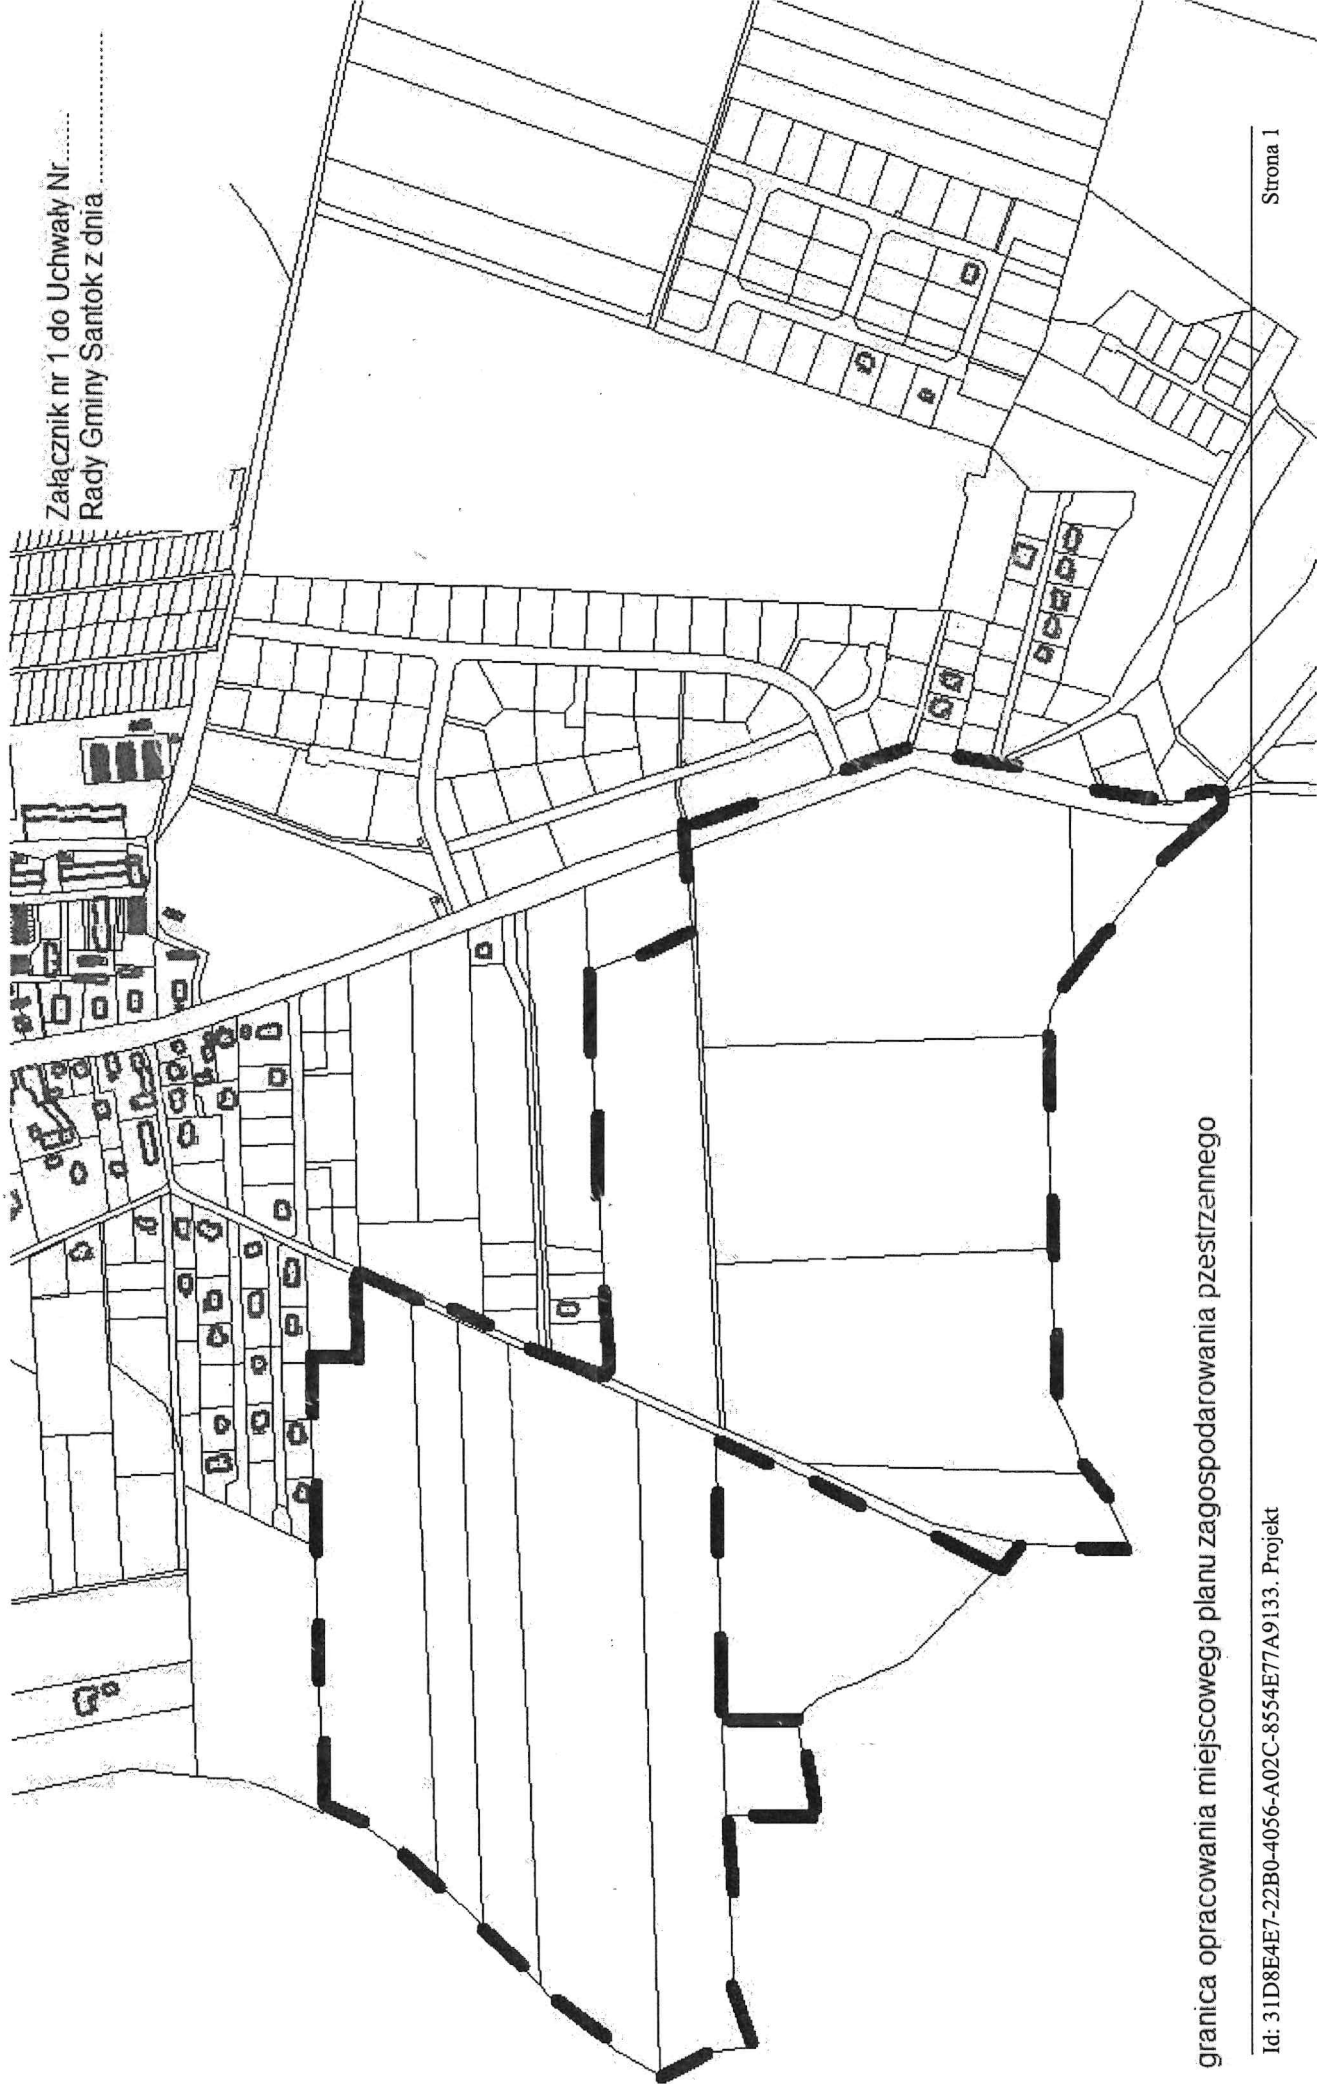 Załącznik nr 1 do Uchwały Nr.......
Rady Gminy Santok z dnia ........................
granica opracowania miejscowego planu zagospodarowania pzestrzennego
Id: 31D8E4E7-22B0-4056-A02C-8554E77A9133. Projekt
Strona 1